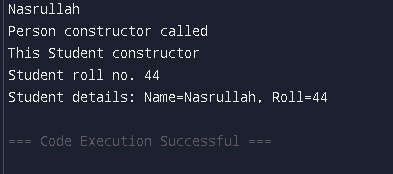 Nasrullah
Person constructor called
This Student constructor
Student roll no. 44
Student details: Name=Nasrullah, Roll=44
=== Code Execution Successful ===